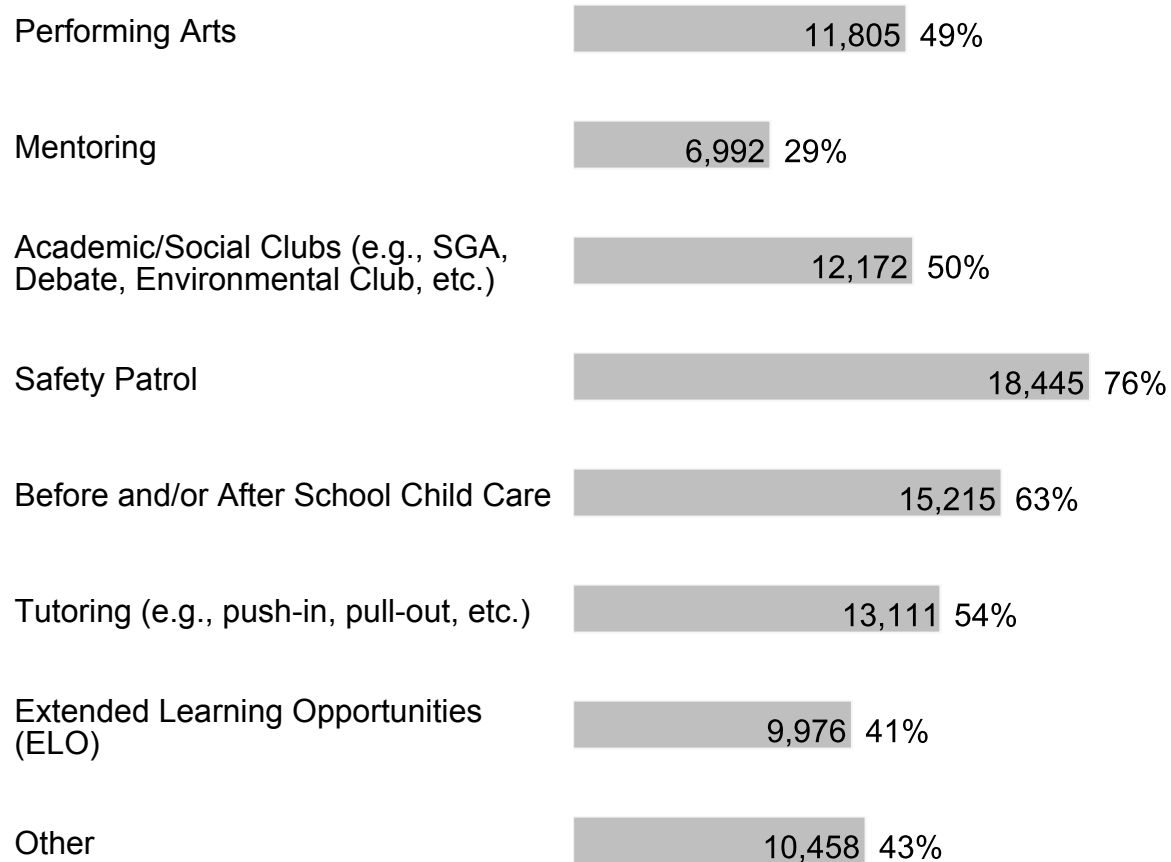 Performing Arts 11,805 49%
Mentoring 6,992 29%
Academic/Social Clubs (e.g., SGA,
Debate, Environmental Club, etc.) 12,172 50%
Safety Patrol 18,445 76%
Before and/or After School Child Care 15,215 63%
Tutoring (e.g., push-in, pull-out, etc.) 13,111 54%
Extended Learning Opportunities
(ELO) 9,976 41%
Other 10,458 43%